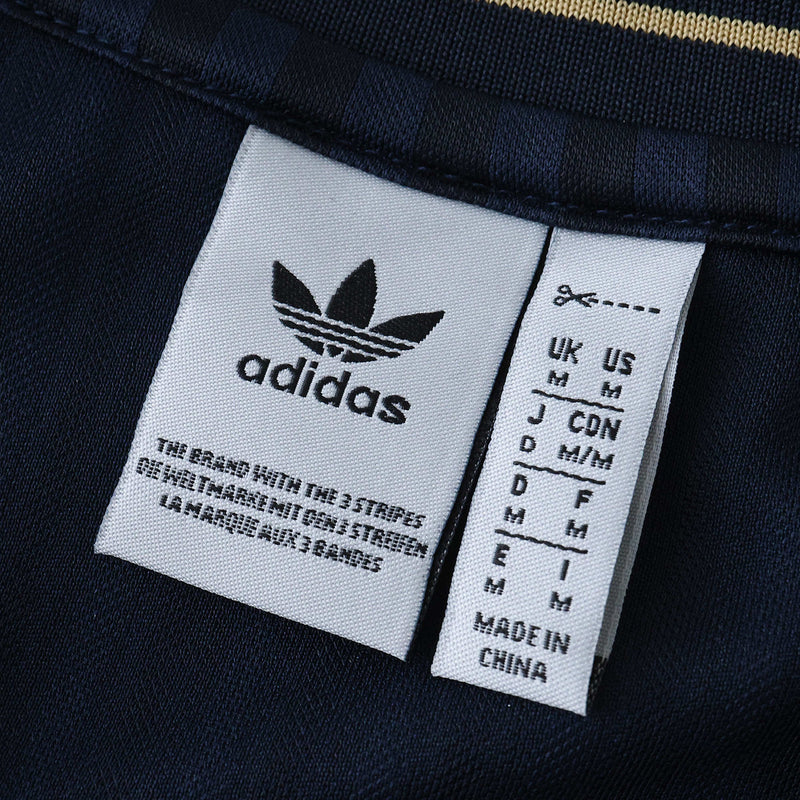 adidas
THE BRAND WITH THE 3 STRIPES
DIE WELTMARKE MIT DEN 3 STREIFEN
LA MARQUE AUX 3 BANDES
UK US
M M
J CDN
D M/M
D F
M M
E I
M M
MADE IN
CHINA